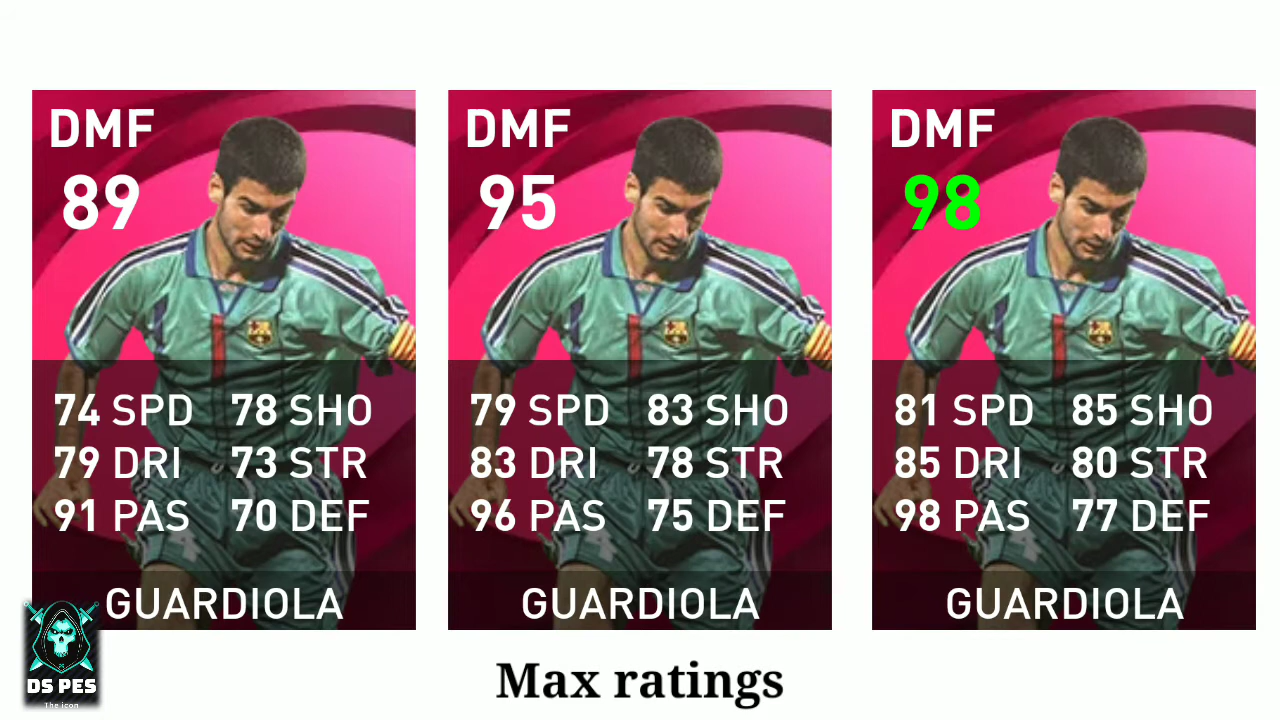 DMF
89
74 SPD 78 SHO
79 DRI 73 STR
91 PAS 70 DEF
GUARDIOLA
DMF
95
79 SPD 83 SHO
83 DRI 78 STR
96 PAS 75 DEF
GUARDIOLA
DMF
98
81 SPD 85 SHO
85 DRI 80 STR
98 PAS 77 DEF
GUARDIOLA
DS PES
The icon
Max ratings